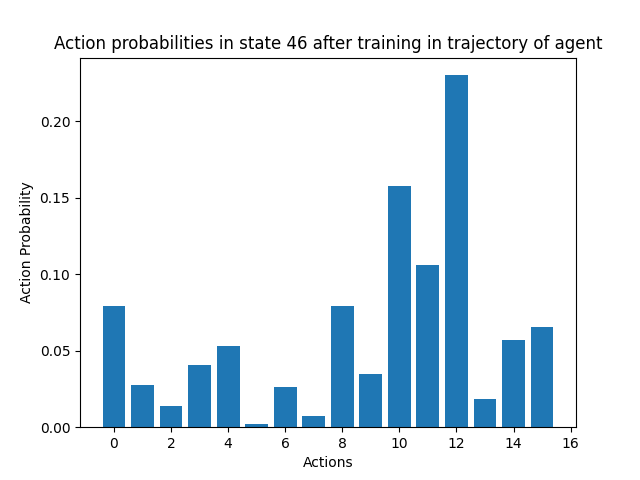 Action probabilities in state 46 after training in trajectory of agent
0.20
0.15
0.10
0.05
0.00
Action Probability
0 2 4 6 8 10 12 14 16
Actions